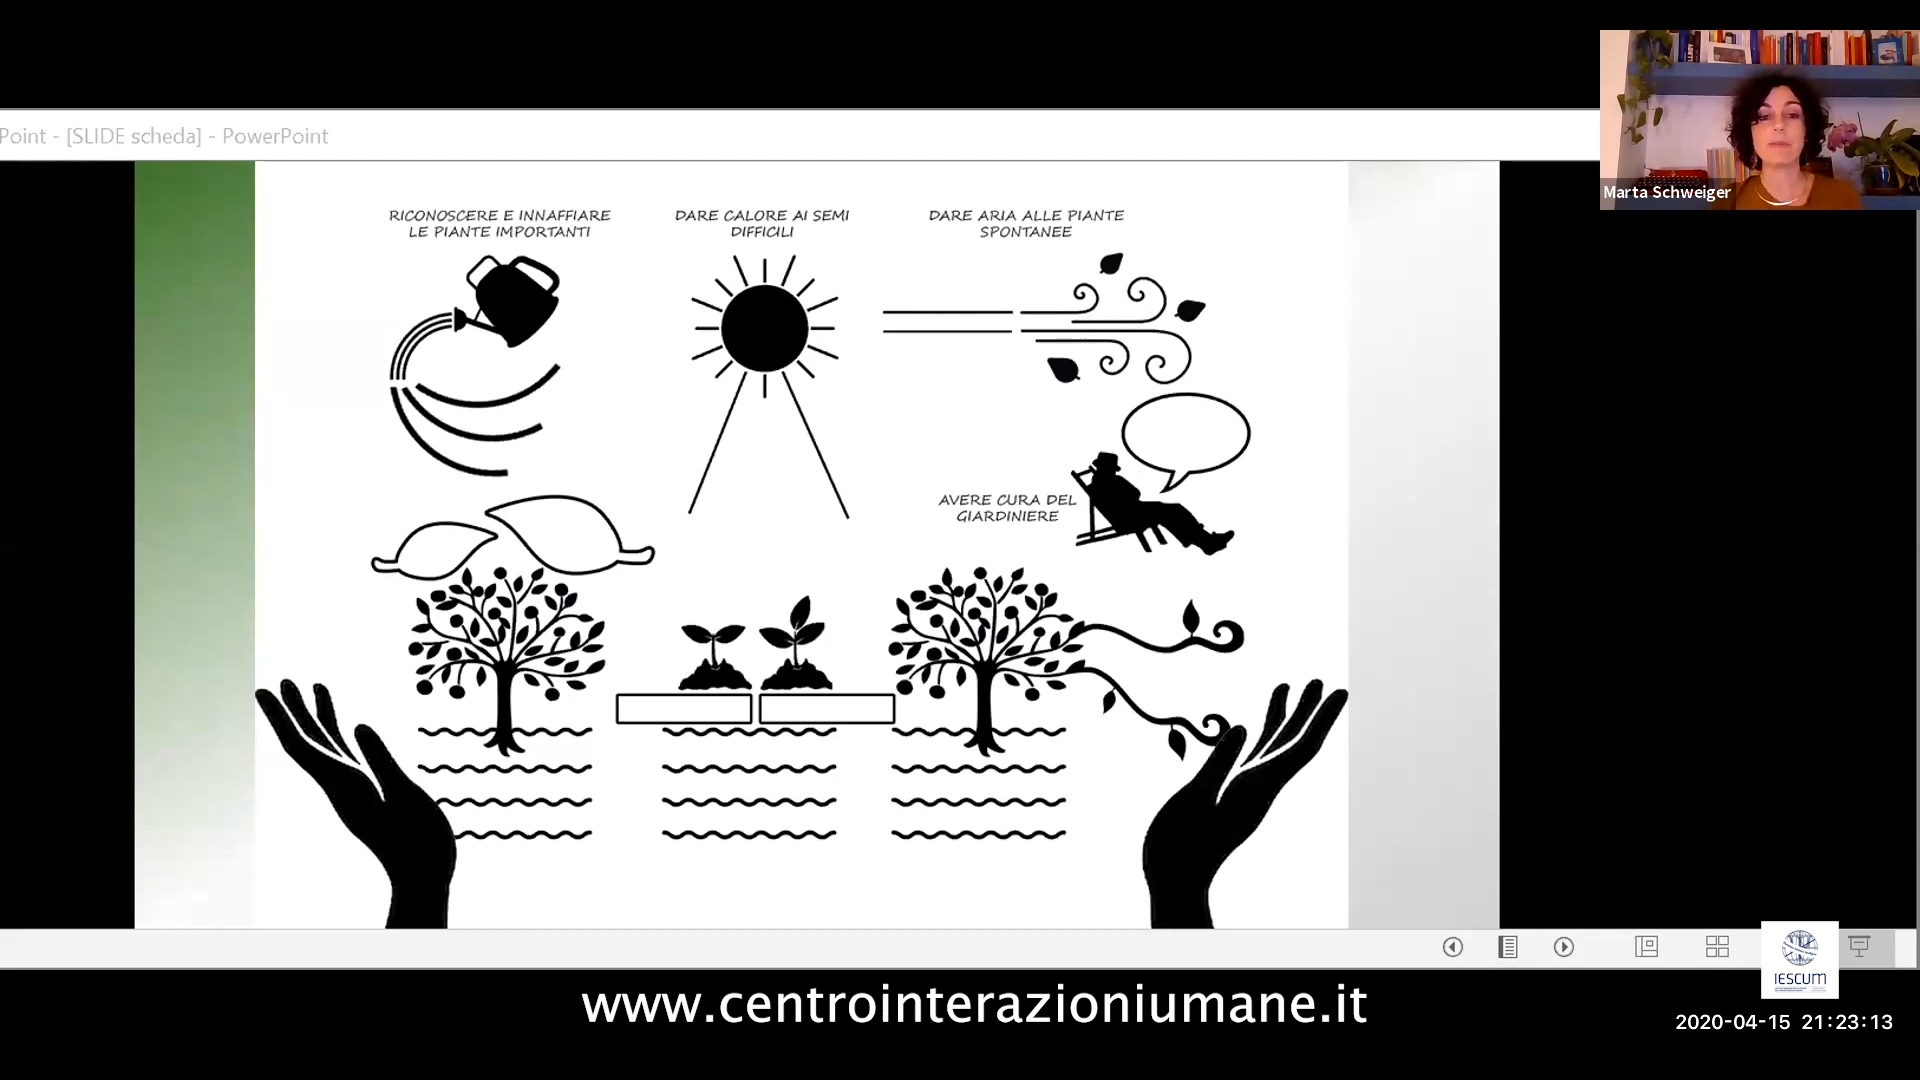 Point - [SLIDE scheda] - PowerPoint
Marta Schweiger
RICONOSCERE E INNAFFIARE
LE PIANTE IMPORTANTI
DARE CALORE AI SEMI
DIFFICILI
DARE ARIA ALLE PIANTE
SPONTANEE
AVERE CURA DEL
GIARDINIERE
IESCUM
www.centrointerazioniumane.it
2020-04-15 21:23:13